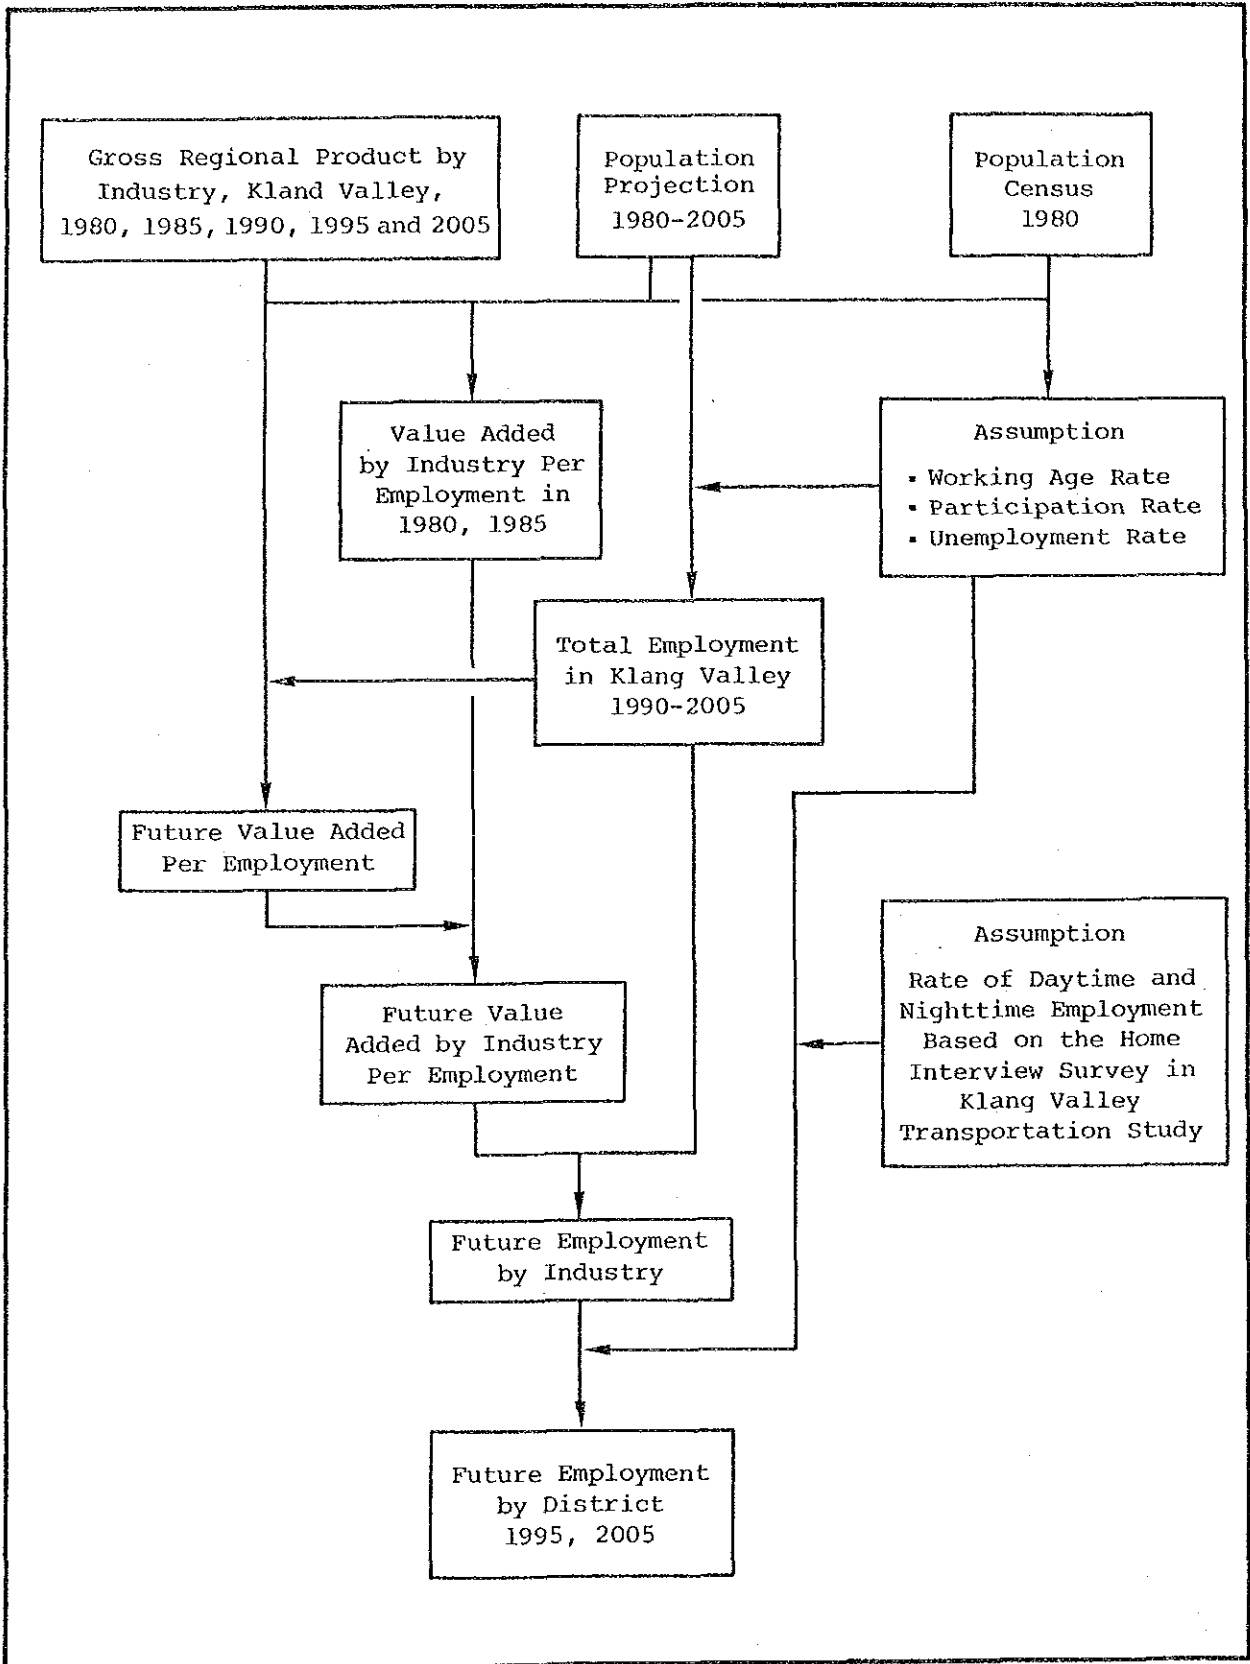 Gross Regional Product by
Industry, Kland Valley,
1980, 1985, 1990, 1995 and 2005
Population
Projection
1980-2005
Population
Census
1980
Value Added
by Industry Per
Employment in
1980, 1985
Assumption
▪ Working Age Rate
▪ Participation Rate
▪ Unemployment Rate
Total Employment
in Klang Valley
1990-2005
Future Value Added
Per Employment
Assumption
Rate of Daytime and
Nighttime Employment
Based on the Home
Interview Survey in
Klang Valley
Transportation Study
Future Value
Added by Industry
Per Employment
Future Employment
by Industry
Future Employment
by District
1995, 2005